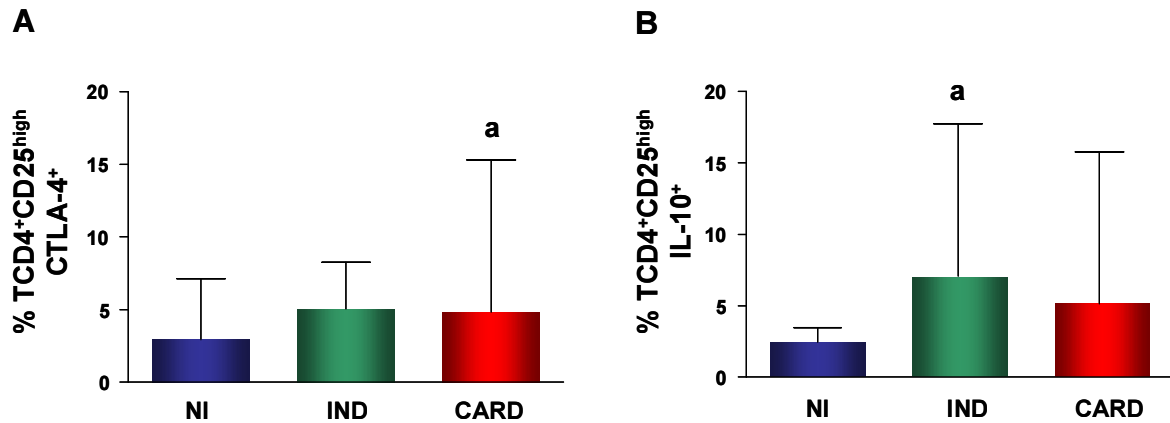 A
% TCD4⁺CD25ʰⁱᵍʰ
CTLA-4⁺
20
15
10
5
0
a
NI
IND
CARD
B
% TCD4⁺CD25ʰⁱᵍʰ
IL-10⁺
20
15
10
5
0
a
NI
IND
CARD